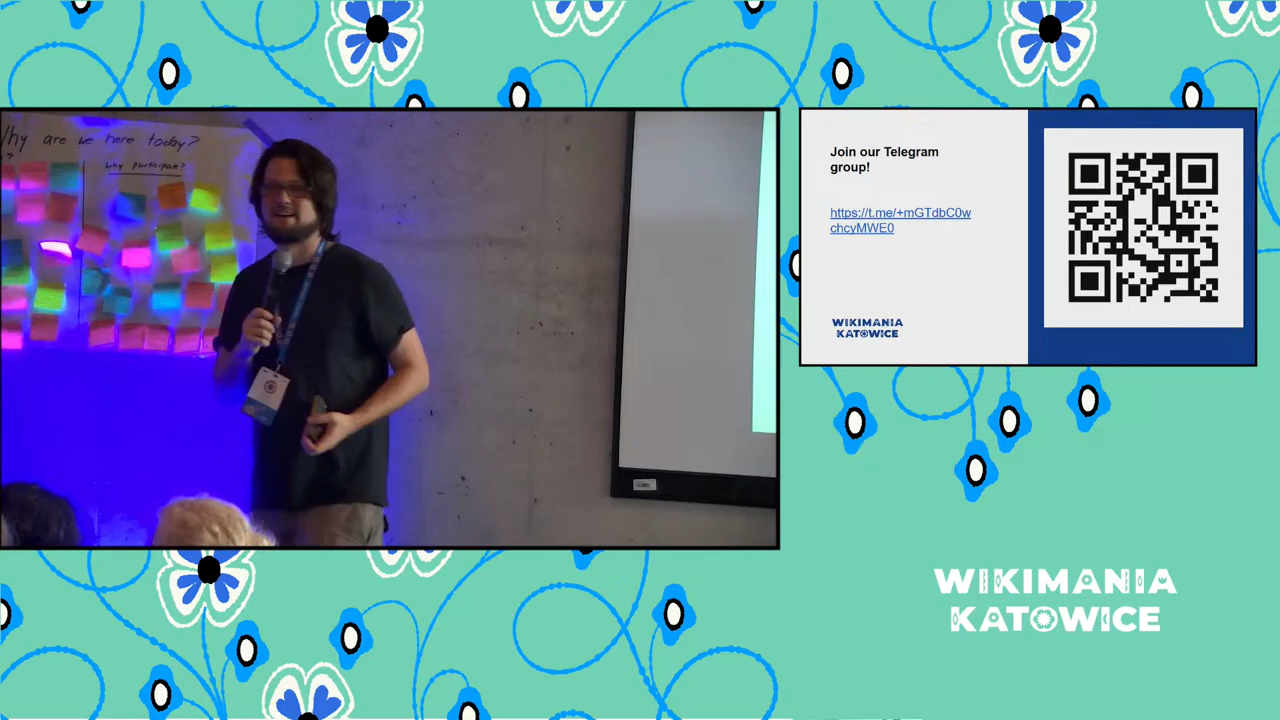 Why are we here today?
?
Why participate?
Join our Telegram
group!
https://t.me/+mGTdbC0w
chcyMWE0
WIKIMANIA
KATOWICE
WIKIMANIA
KATOWICE